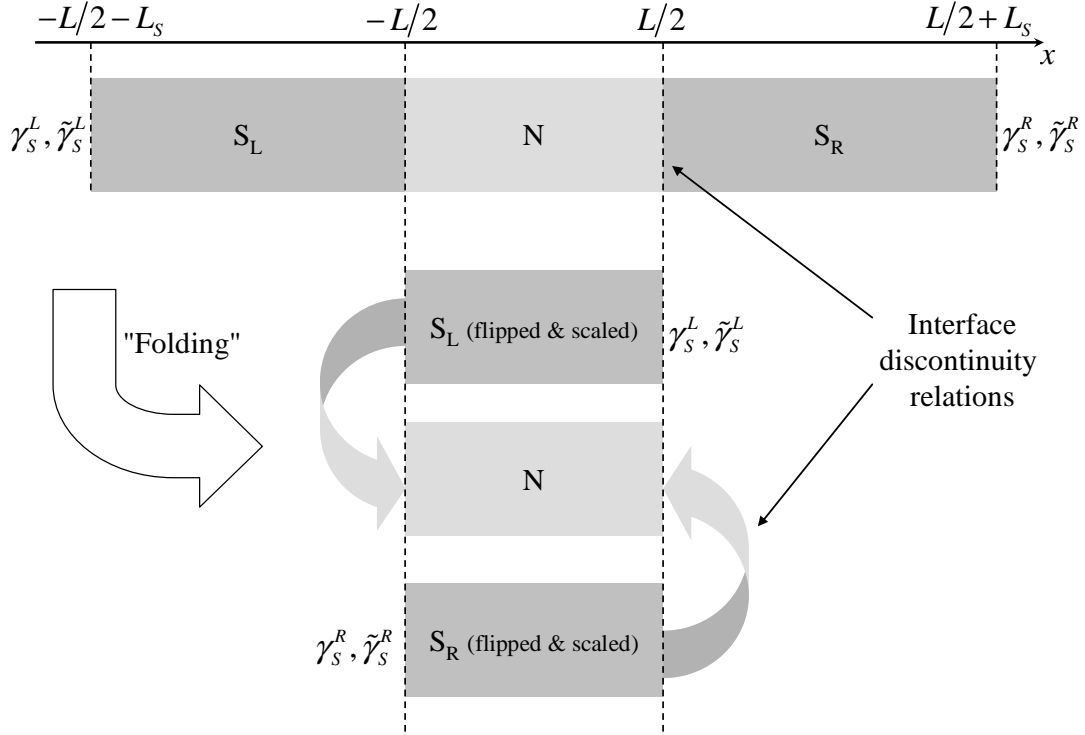 −L/2 − L_S −L/2 L/2 L/2 + L_S
x
γ_S^L, γ̃_S^L S_L N S_R γ_S^R, γ̃_S^R
"Folding"
S_L (flipped & scaled) γ_S^L, γ̃_S^L
Interface
discontinuity
relations
N
γ_S^R, γ̃_S^R S_R (flipped & scaled)